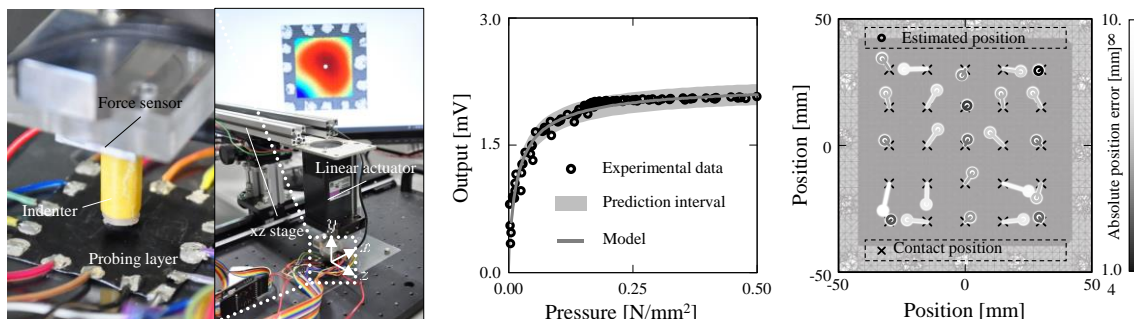 Force sensor
Indenter
Probing layer
Linear actuator
xz stage
y
x
z
3.0
1.5
0.0
Output [mV]
Experimental data
Prediction interval
Model
0.00
0.25
0.50
Pressure [N/mm²]
50
0
-50
Position [mm]
Estimated position
Contact position
-50
0
50
Position [mm]
10.
8
Absolute position error [mm]
1.0
4